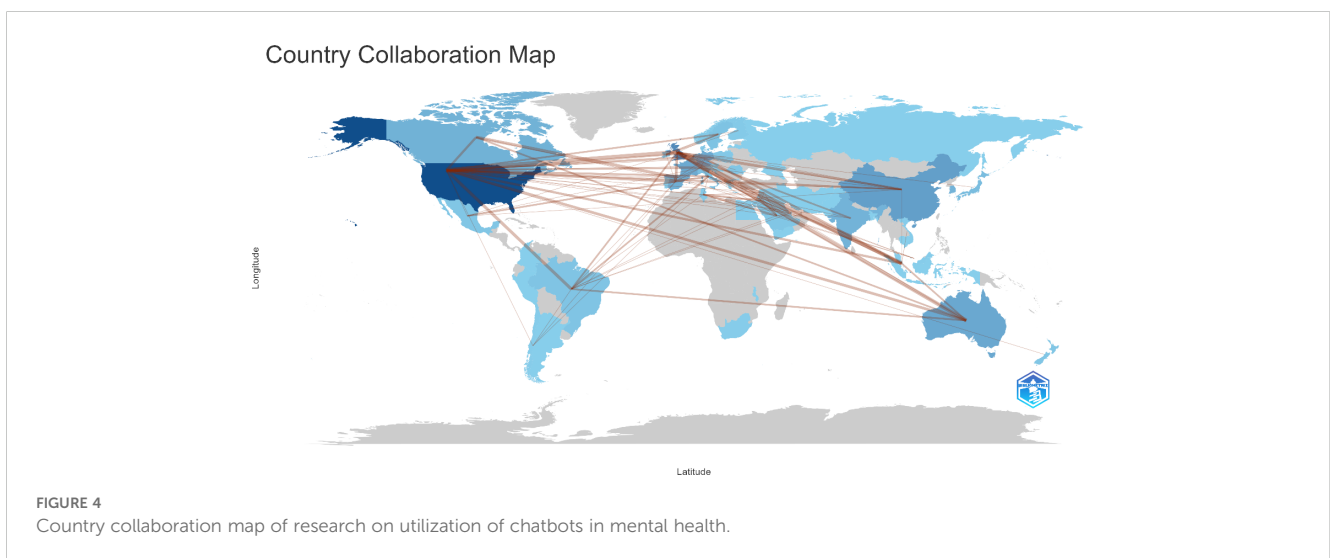 Country Collaboration Map
Longitude
BIBLIOMETRIX
Latitude
FIGURE 4
Country collaboration map of research on utilization of chatbots in mental health.